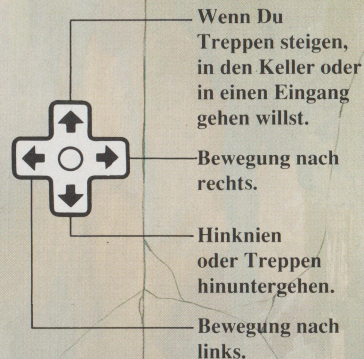 Wenn Du
Treppen steigen,
in den Keller oder
in einen Eingang
gehen willst.
Bewegung nach
rechts.
Hinknien
oder Treppen
hinuntergehen.
Bewegung nach
links.